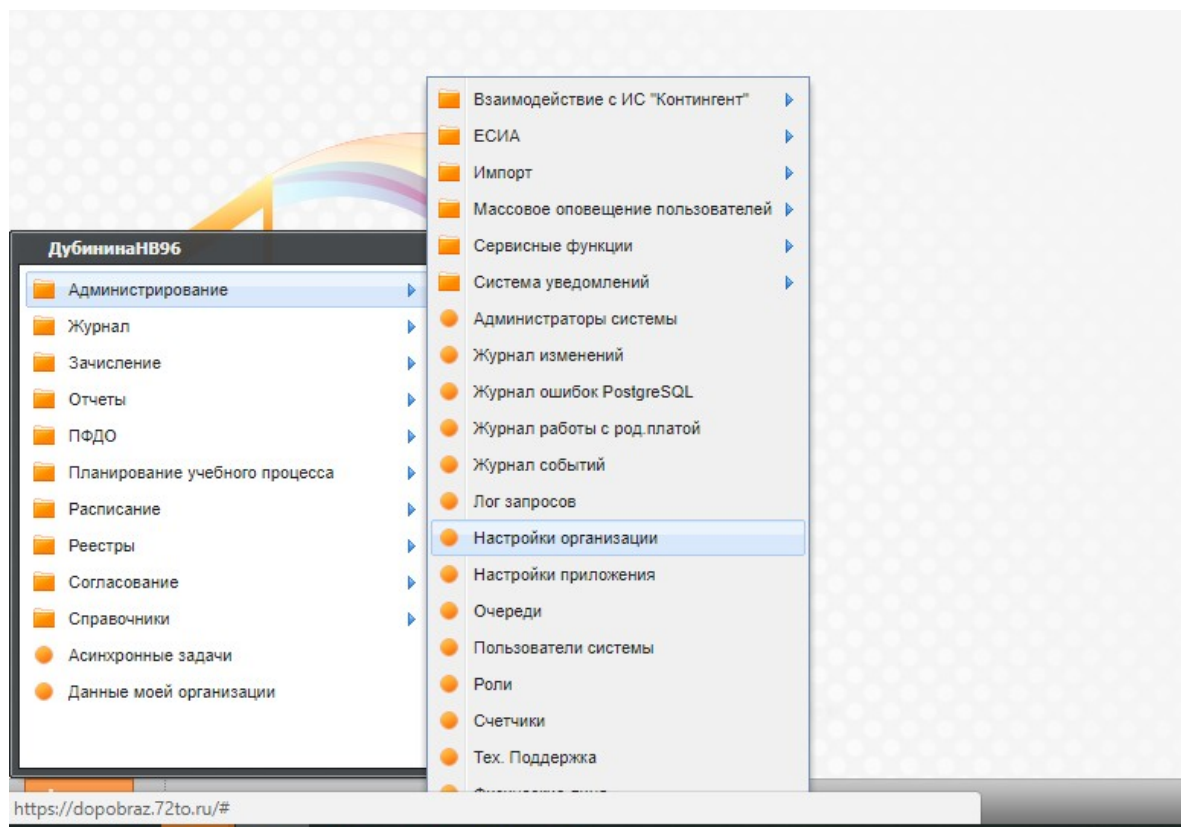 ДубининаНВ96
Администрирование
Журнал
Зачисление
Отчеты
ПФДО
Планирование учебного процесса
Расписание
Реестры
Согласование
Справочники
Асинхронные задачи
Данные моей организации
Взаимодействие с ИС "Контингент"
ЕСИА
Импорт
Массовое оповещение пользователей
Сервисные функции
Система уведомлений
Администраторы системы
Журнал изменений
Журнал ошибок PostgreSQL
Журнал работы с род.платой
Журнал событий
Лог запросов
Настройки организации
Настройки приложения
Очереди
Пользователи системы
Роли
Счетчики
Тех. Поддержка
https://dopobraz.72to.ru/#